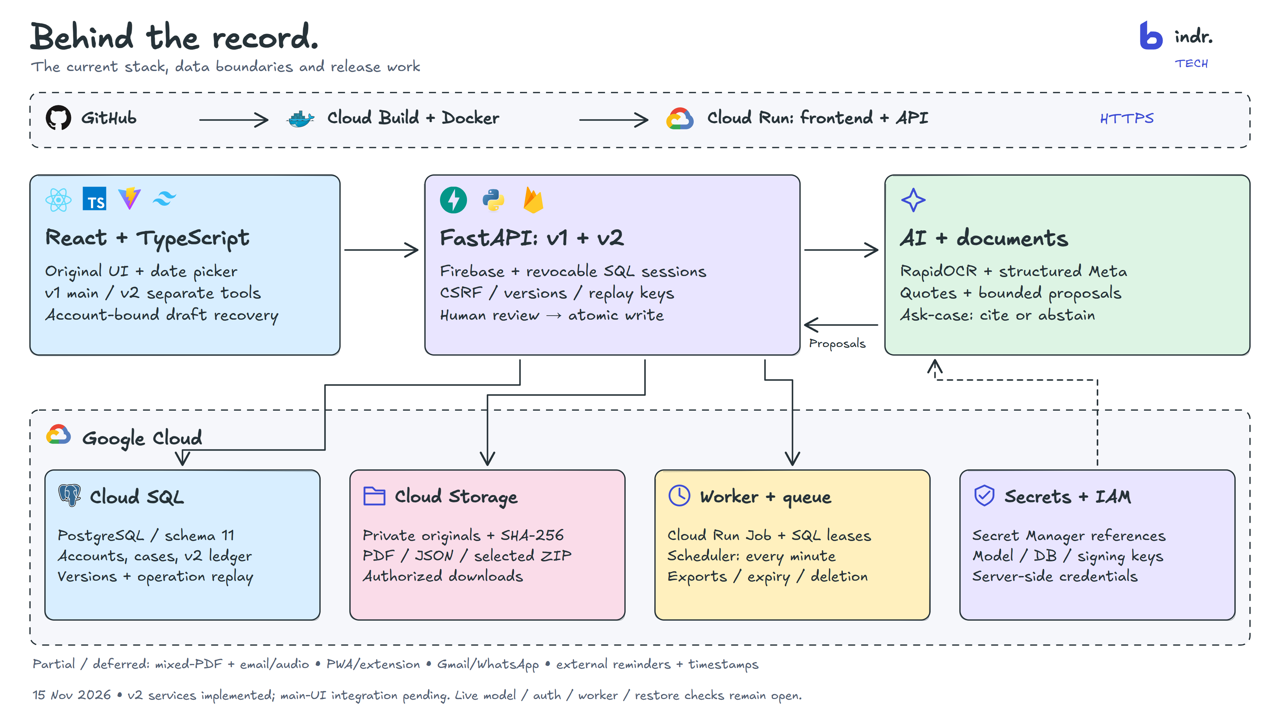 Behind the record.
The current stack, data boundaries and release work
b indr.
TECH
GitHub
Cloud Build + Docker
Cloud Run: frontend + API
HTTPS
TS
React + TypeScript
Original UI + date picker
v1 main / v2 separate tools
Account-bound draft recovery
FastAPI: v1 + v2
Firebase + revocable SQL sessions
CSRF / versions / replay keys
Human review → atomic write
AI + documents
RapidOCR + structured Meta
Quotes + bounded proposals
Ask-case: cite or abstain
Proposals
Google Cloud
Cloud SQL
PostgreSQL / schema 11
Accounts, cases, v2 ledger
Versions + operation replay
Cloud Storage
Private originals + SHA-256
PDF / JSON / selected ZIP
Authorized downloads
Worker + queue
Cloud Run Job + SQL leases
Scheduler: every minute
Exports / expiry / deletion
Secrets + IAM
Secret Manager references
Model / DB / signing keys
Server-side credentials
Partial / deferred: mixed-PDF + email/audio • PWA/extension • Gmail/WhatsApp • external reminders + timestamps
15 Nov 2026 • v2 services implemented; main-UI integration pending. Live model / auth / worker / restore checks remain open.